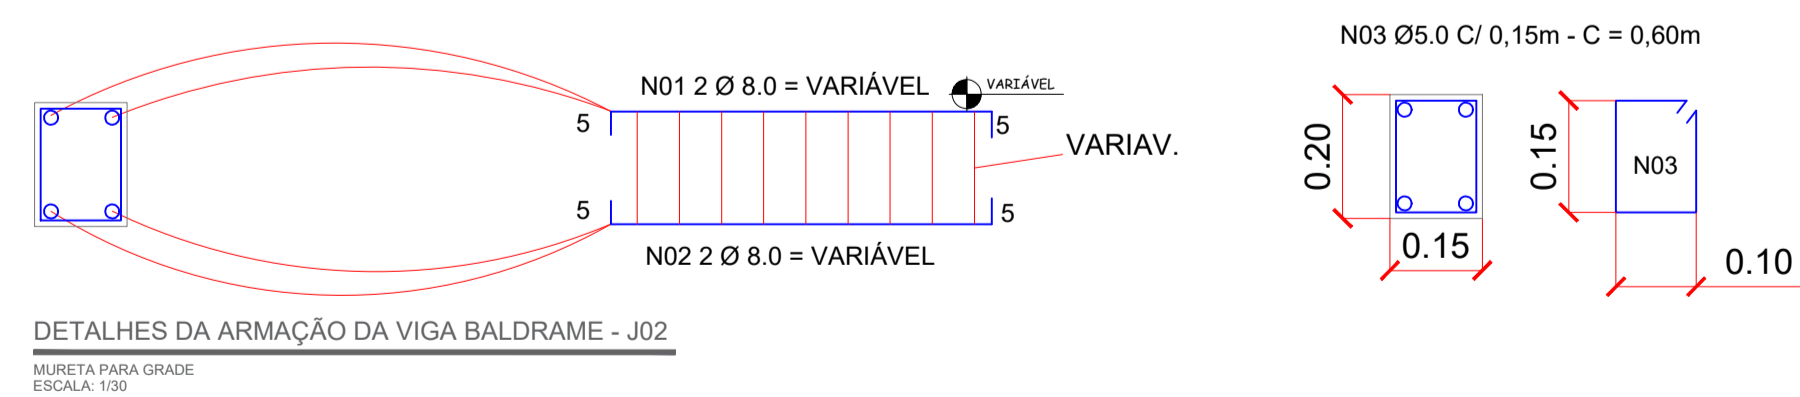 N03 Ø5.0 C/ 0,15m - C = 0,60m
N01 2 Ø 8.0 = VARIÁVEL
VARIÁVEL
5
5
VARIAV.
5
5
N02 2 Ø 8.0 = VARIÁVEL
0.20
0.15
0.15
N03
0.10
DETALHES DA ARMAÇÃO DA VIGA BALDRAME - J02
MURETA PARA GRADE
ESCALA: 1/30